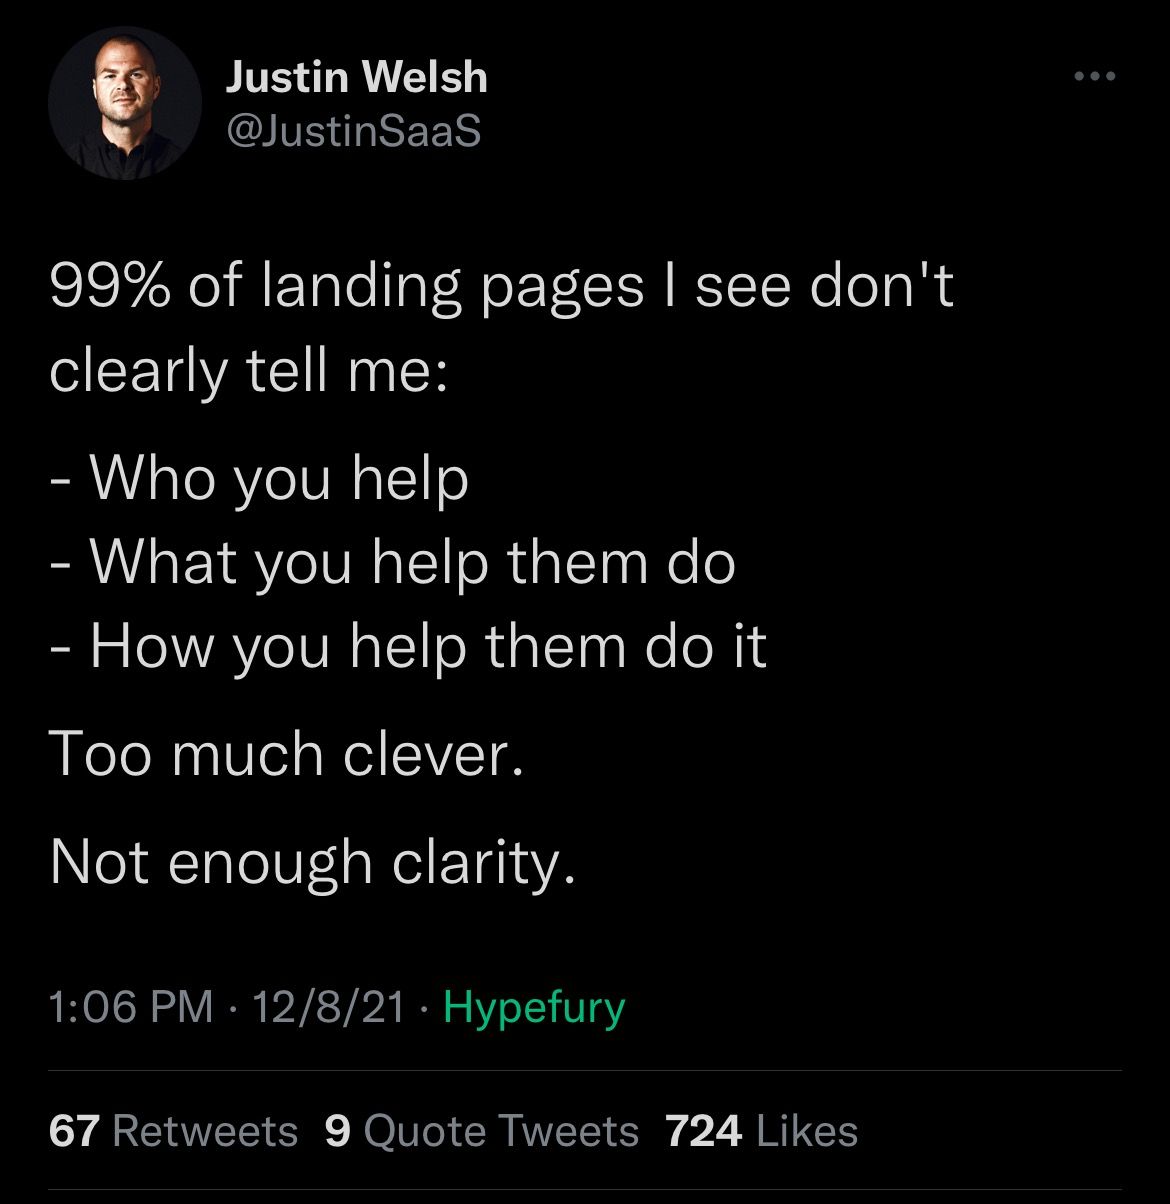 Justin Welsh
@JustinSaaS
99% of landing pages I see don't
clearly tell me:
- Who you help
- What you help them do
- How you help them do it
Too much clever.
Not enough clarity.
1:06 PM · 12/8/21 · Hypefury
67 Retweets 9 Quote Tweets 724 Likes